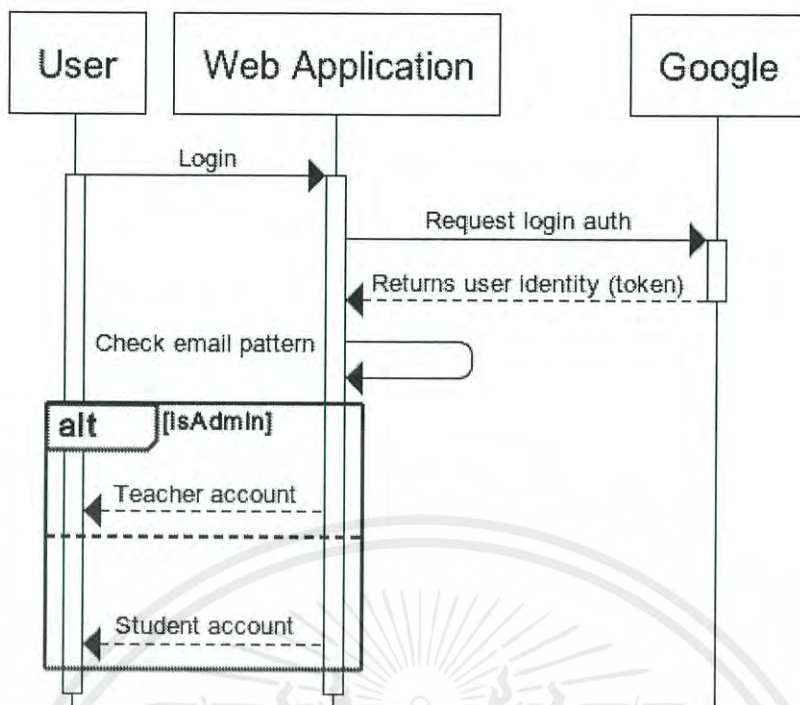 User
Web Application
Google
Login
Request login auth
Returns user identity (token)
Check email pattern
alt
[IsAdmin]
Teacher account
Student account